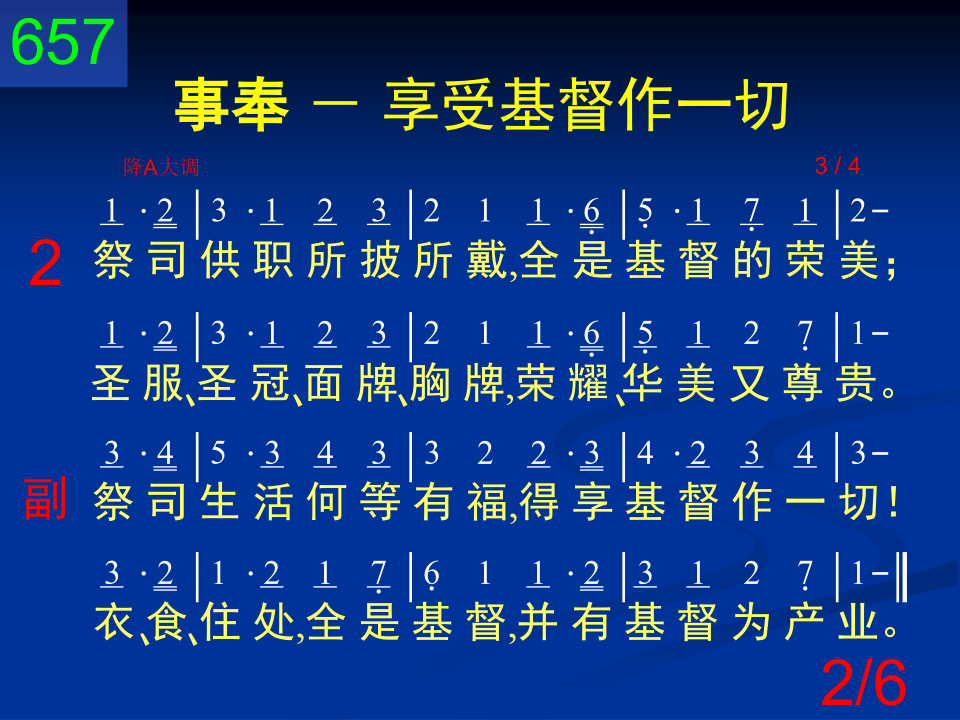 657
事奉 － 享受基督作一切
降A大调 3 / 4
1 · 2 | 3 · 1 2 3 | 2 1 1 · 6̣ | 5̣ · 1 7̣ 1 | 2-
2 祭司供职所披所戴,全是基督的荣美;
1 · 2 | 3 · 1 2 3 | 2 1 1 · 6̣ | 5̣ 1 2 7̣ | 1-
圣服、圣冠、面牌、胸牌,荣耀、华美又尊贵。
3 · 4 | 5 · 3 4 3 | 3 2 2 · 3 | 4 · 2 3 4 | 3-
副 祭司生活何等有福,得享基督作一切!
3 · 2 | 1 · 2 1 7̣ | 6̣ 1 1 · 2 | 3 1 2 7̣ | 1-‖
衣、食、住处,全是基督,并有基督为产业。
2/6